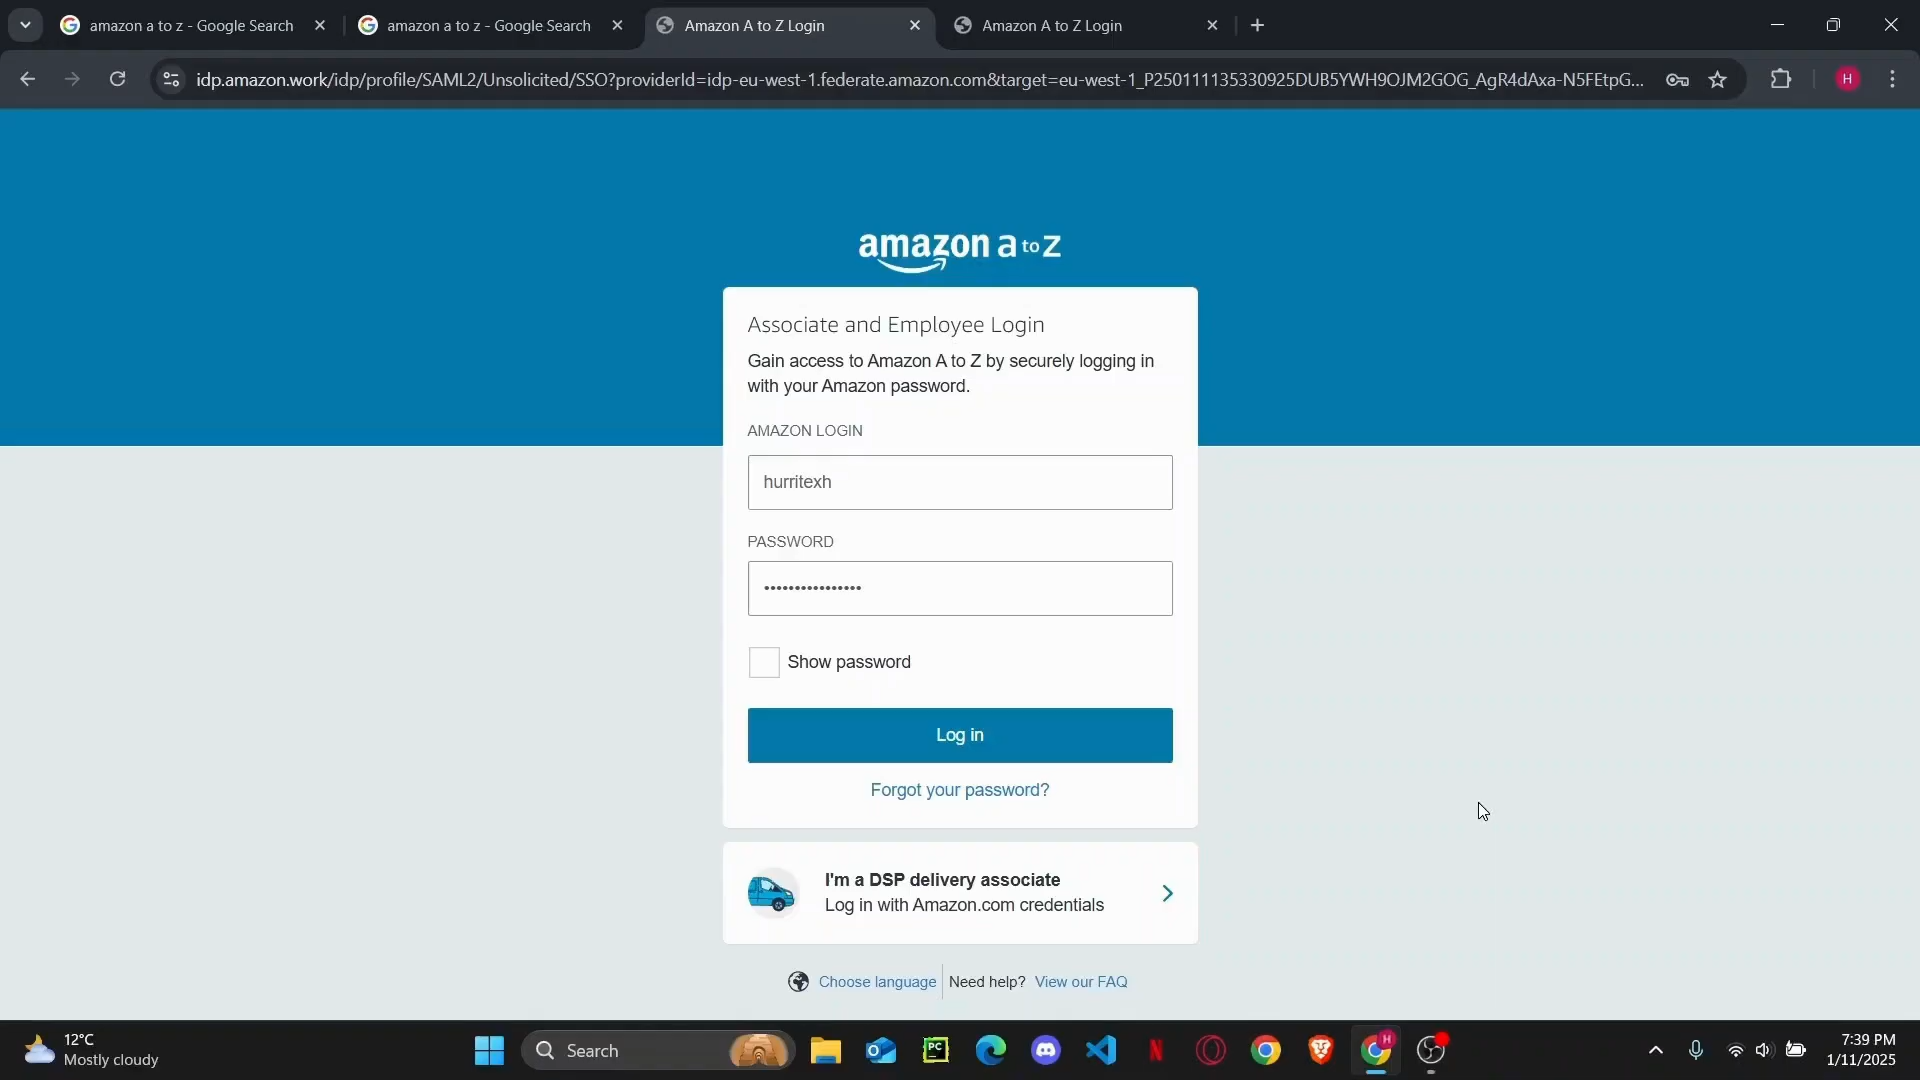 amazon a to z - Google Search
amazon a to z - Google Search
Amazon A to Z Login
Amazon A to Z Login
idp.amazon.work/idp/profile/SAML2/Unsolicited/SSO?providerId=idp-eu-west-1.federate.amazon.com&target=eu-west-1_P250111135330925DUB5YWH9OJM2GOG_AgR4dAxa-N5FEtpG...
H
amazon a to z
Associate and Employee Login
Gain access to Amazon A to Z by securely logging in
with your Amazon password.
AMAZON LOGIN
hurritexh
PASSWORD
••••••••••••••••
Show password
Log in
Forgot your password?
I'm a DSP delivery associate
Log in with Amazon.com credentials
Choose language
Need help? View our FAQ
12°C
Mostly cloudy
Search
PC
N
H
7:39 PM
1/11/2025